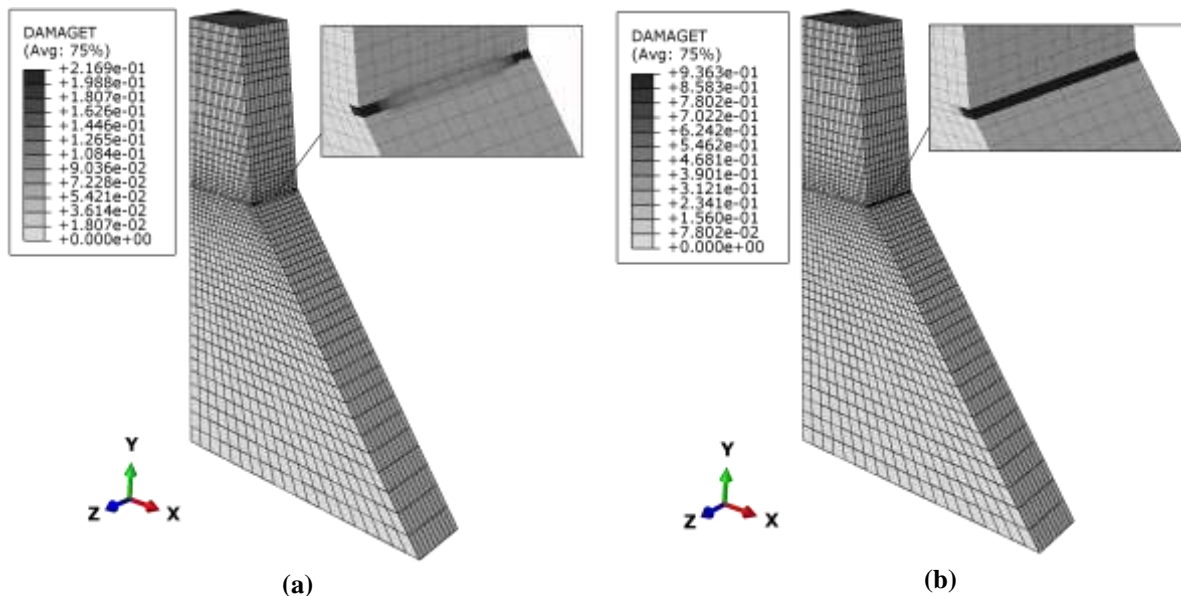 DAMAGET
(Avg: 75%)
+2.169e-01
+1.988e-01
+1.807e-01
+1.626e-01
+1.446e-01
+1.265e-01
+1.084e-01
+9.036e-02
+7.228e-02
+5.421e-02
+3.614e-02
+1.807e-02
+0.000e+00
Y
Z
X
(a)
DAMAGET
(Avg: 75%)
+9.363e-01
+8.583e-01
+7.802e-01
+7.022e-01
+6.242e-01
+5.462e-01
+4.681e-01
+3.901e-01
+3.121e-01
+2.341e-01
+1.560e-01
+7.802e-02
+0.000e+00
Y
Z
X
(b)